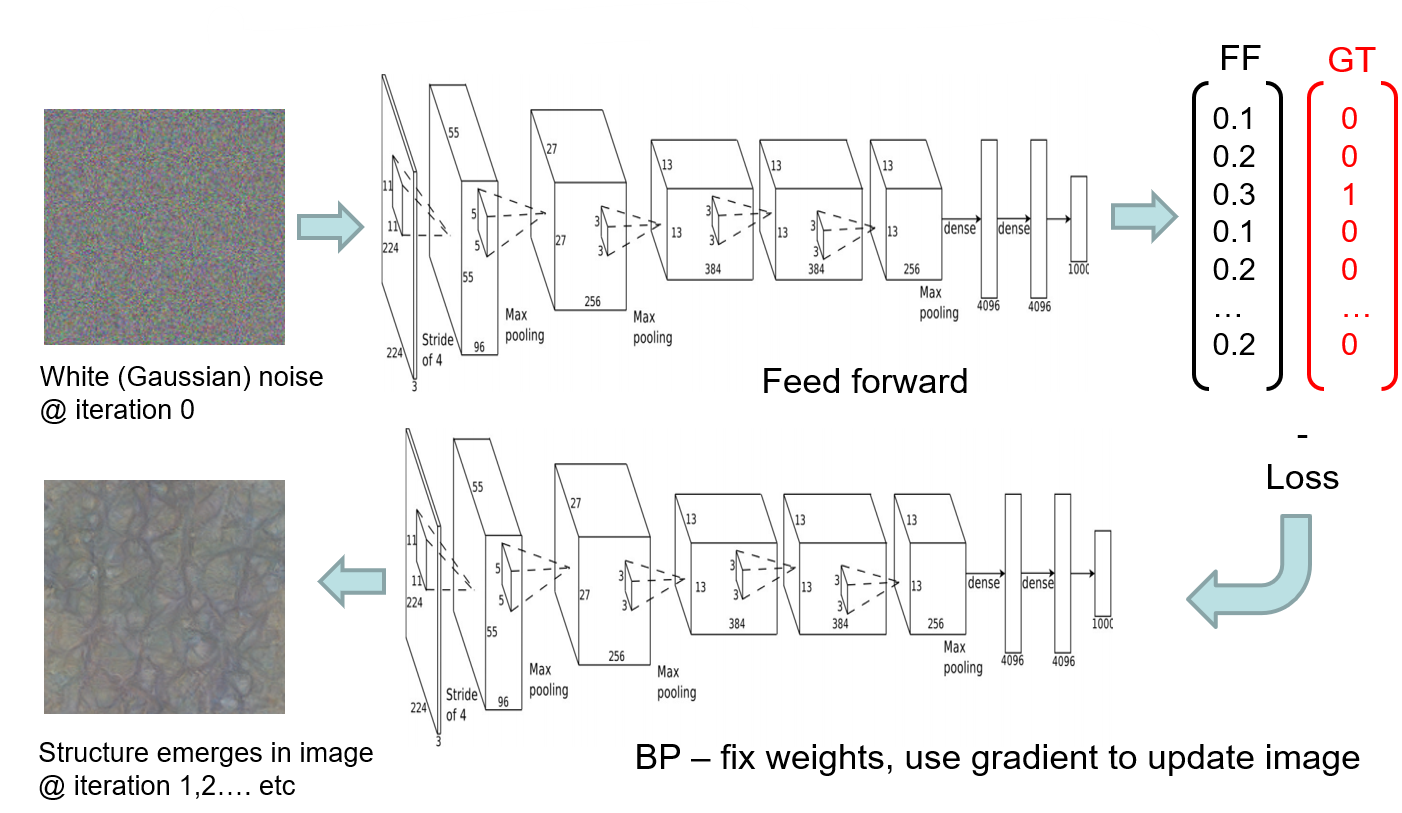 FF
GT
0.1
0.2
0.3
0.1
0.2
…
0.2
0
0
1
0
0
…
0
55
27
13
13
13
11
11
224
5
5
55
27
3
3
13
3
3
13
3
3
13
dense
dense
384
384
256
1000
256
Max
pooling
4096
4096
Max
pooling
Max
pooling
96
Stride
of 4
224
3
White (Gaussian) noise
@ iteration 0
Feed forward
-
Loss
55
27
13
13
13
11
11
224
5
5
55
27
3
3
13
3
3
13
3
3
13
dense
dense
384
384
256
1000
256
Max
pooling
4096
4096
Max
pooling
Max
pooling
96
Stride
of 4
224
3
Structure emerges in image
@ iteration 1,2…. etc
BP – fix weights, use gradient to update image